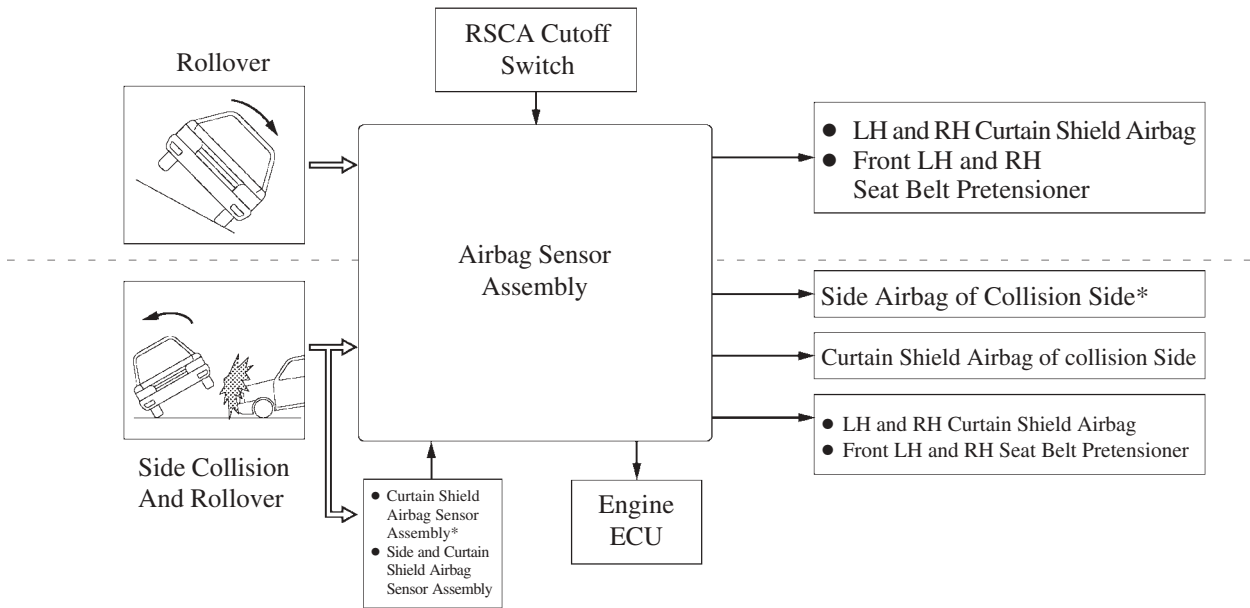 RSCA Cutoff
Switch
Rollover
● LH and RH Curtain Shield Airbag
● Front LH and RH
Seat Belt Pretensioner
Airbag Sensor
Assembly
Side Airbag of Collision Side*
Curtain Shield Airbag of collision Side
● LH and RH Curtain Shield Airbag
● Front LH and RH Seat Belt Pretensioner
Side Collision
And Rollover
● Curtain Shield
Airbag Sensor
Assembly*
● Side and Curtain
Shield Airbag
Sensor Assembly
Engine
ECU